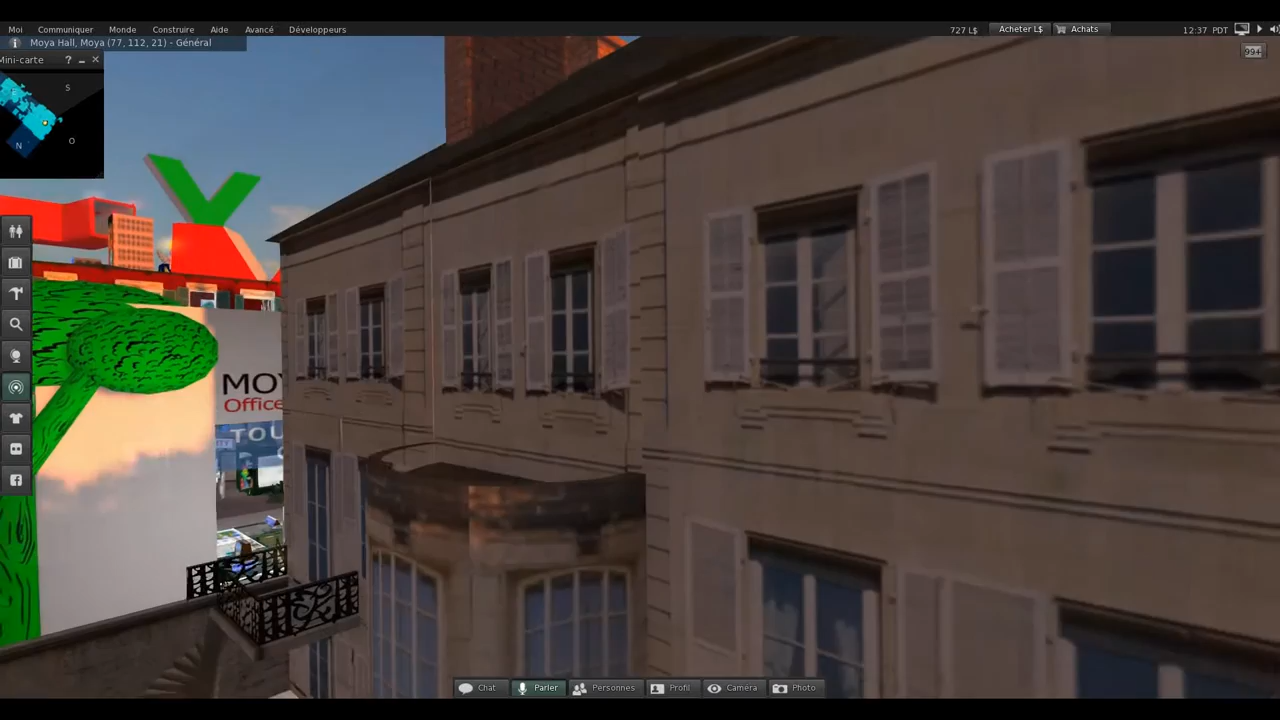 Moi Communiquer Monde Construire Aide Avancé Développeurs 727 L$ Acheter L$ Achats 12:37 PDT
Moya Hall, Moya (77, 112, 21) - Général
99+
Mini-carte ?
S
O
N
MOY
Office
TOU
Chat Parler Personnes Profil Caméra Photo